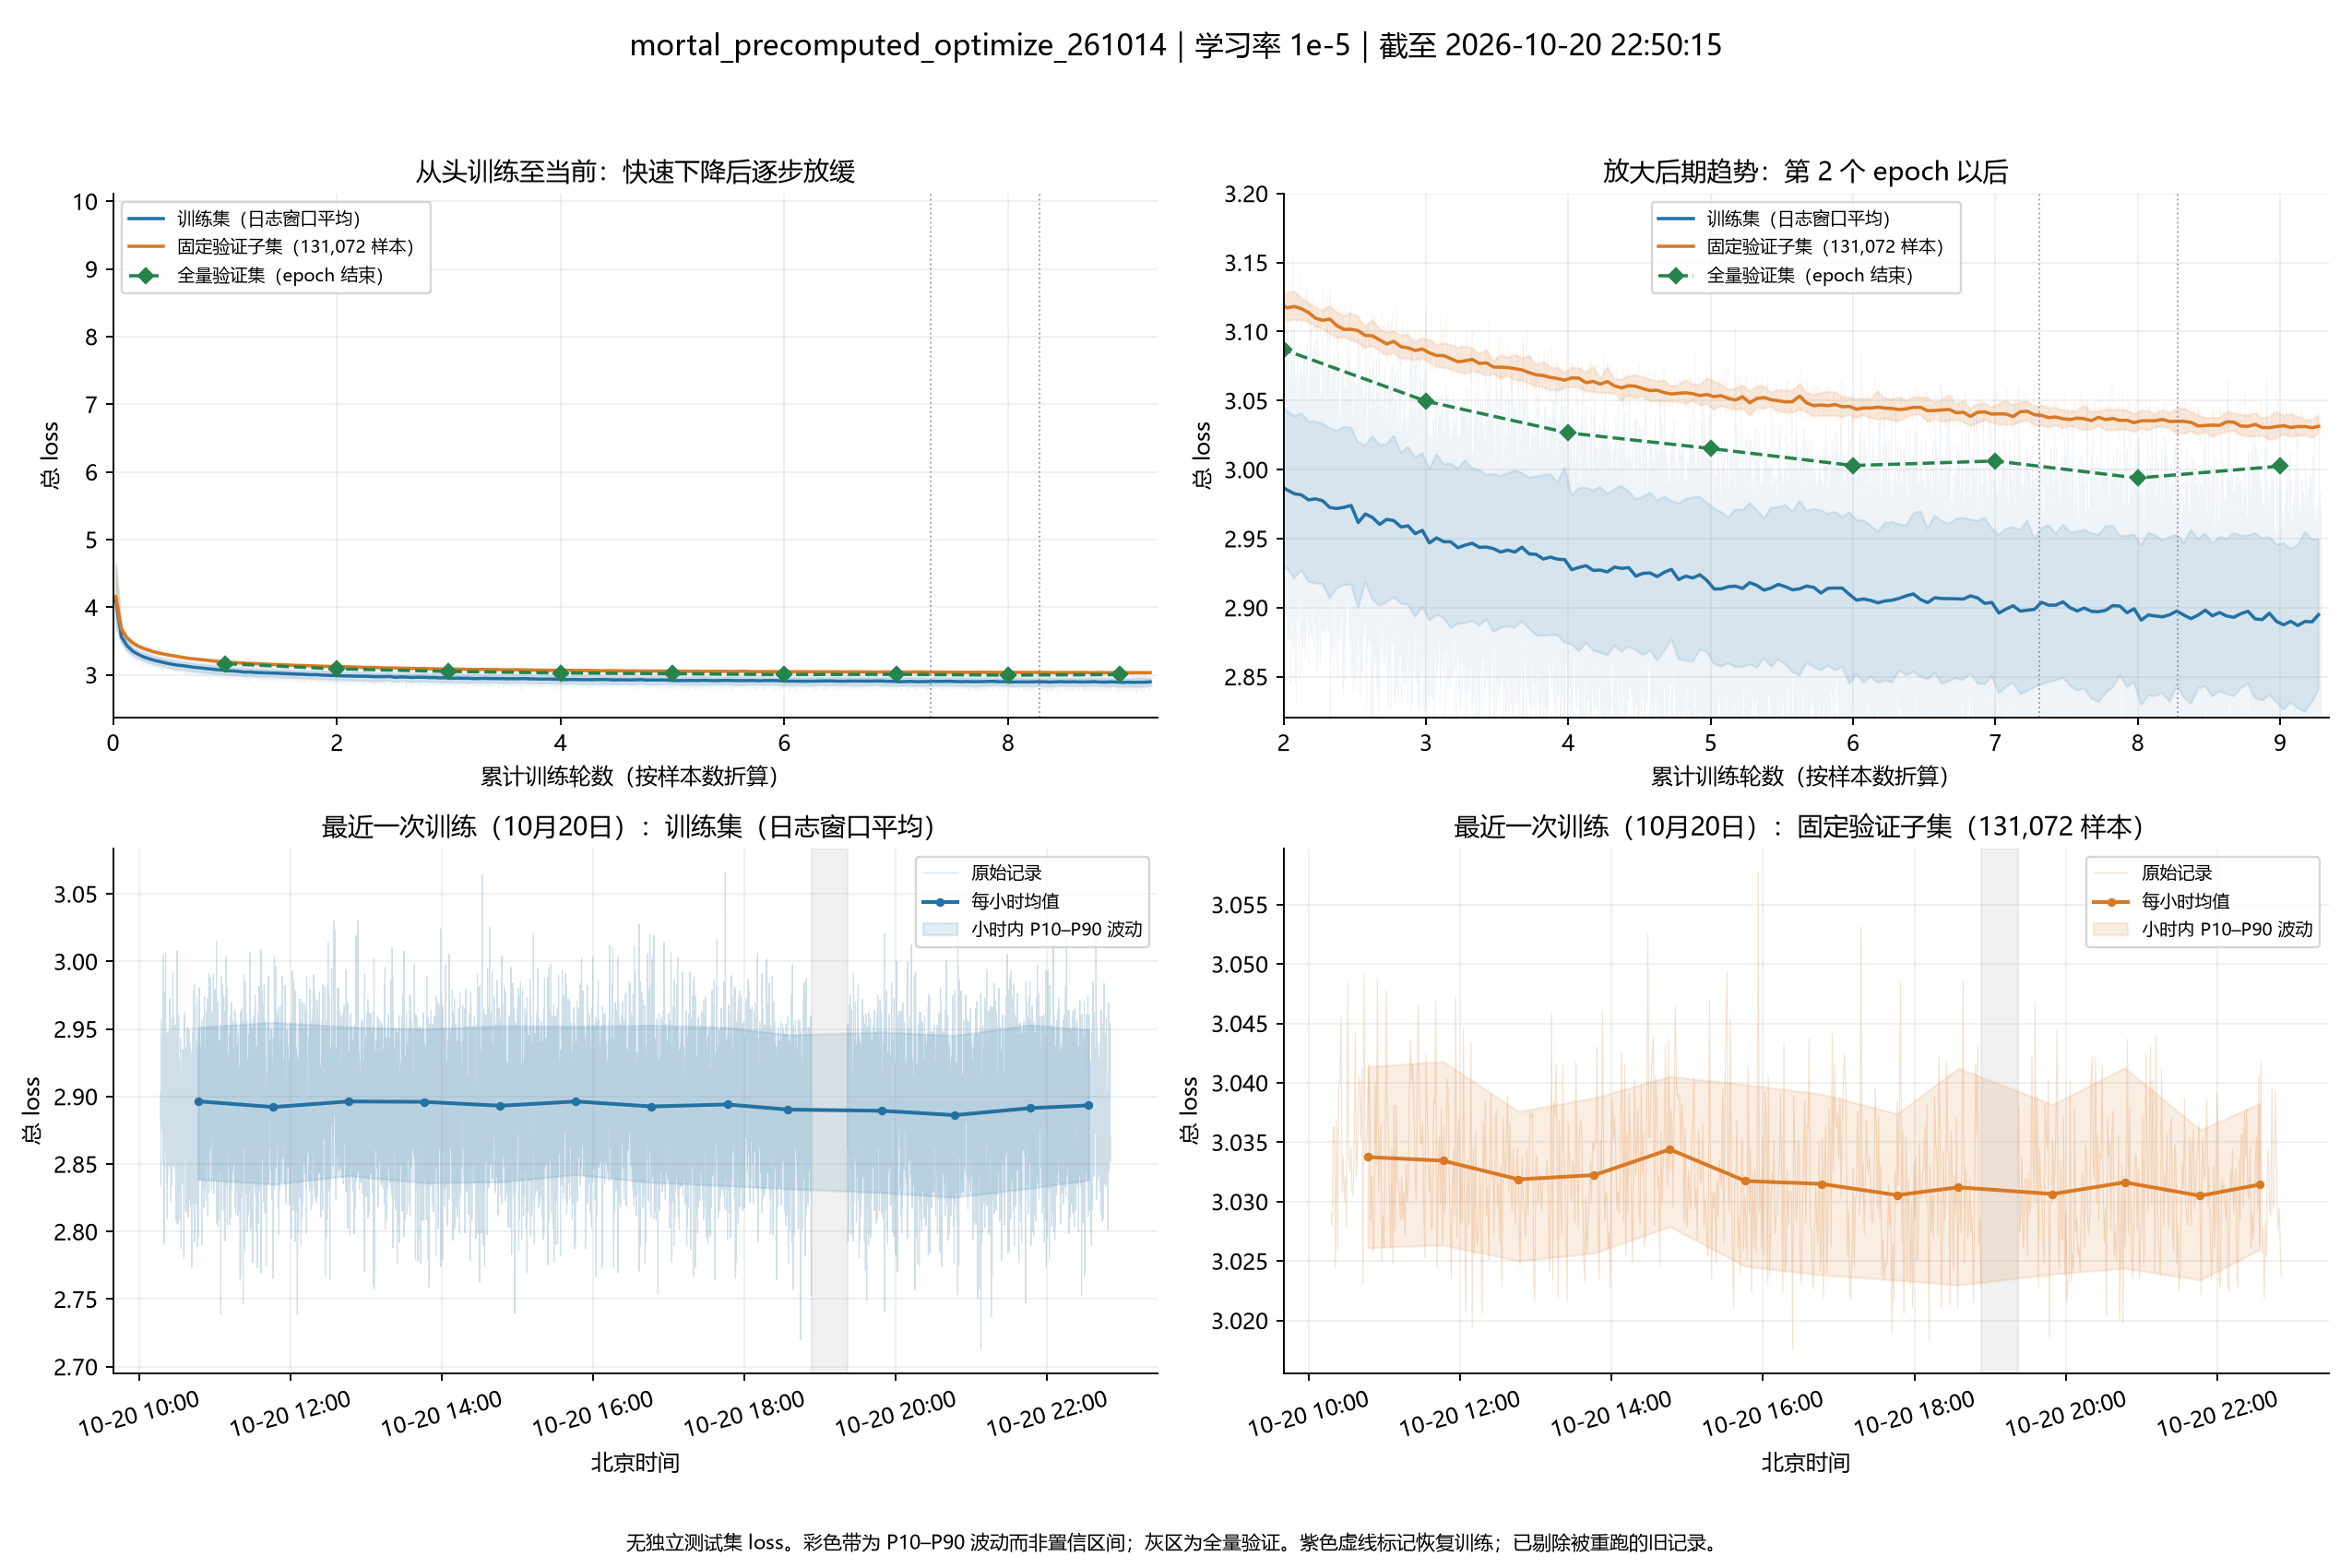 mortal_precomputed_optimize_261014 | 学习率 1e-5 | 截至 2026-10-20 22:50:15
从头训练至当前：快速下降后逐步放缓
训练集（日志窗口平均）
固定验证子集（131,072 样本）
全量验证集（epoch 结束）
总 loss
10
9
8
7
6
5
4
3
0
2
4
6
8
累计训练轮数（按样本数折算）
放大后期趋势：第 2 个 epoch 以后
训练集（日志窗口平均）
固定验证子集（131,072 样本）
全量验证集（epoch 结束）
总 loss
3.20
3.15
3.10
3.05
3.00
2.95
2.90
2.85
2
3
4
5
6
7
8
9
累计训练轮数（按样本数折算）
最近一次训练（10月20日）：训练集（日志窗口平均）
原始记录
每小时均值
小时内 P10–P90 波动
总 loss
3.05
3.00
2.95
2.90
2.85
2.80
2.75
2.70
10-20 10:00
10-20 12:00
10-20 14:00
10-20 16:00
10-20 18:00
10-20 20:00
10-20 22:00
北京时间
最近一次训练（10月20日）：固定验证子集（131,072 样本）
原始记录
每小时均值
小时内 P10–P90 波动
总 loss
3.055
3.050
3.045
3.040
3.035
3.030
3.025
3.020
10-20 10:00
10-20 12:00
10-20 14:00
10-20 16:00
10-20 18:00
10-20 20:00
10-20 22:00
北京时间
无独立测试集 loss。彩色带为 P10–P90 波动而非置信区间；灰区为全量验证。紫色虚线标记恢复训练；已剔除被重跑的旧记录。